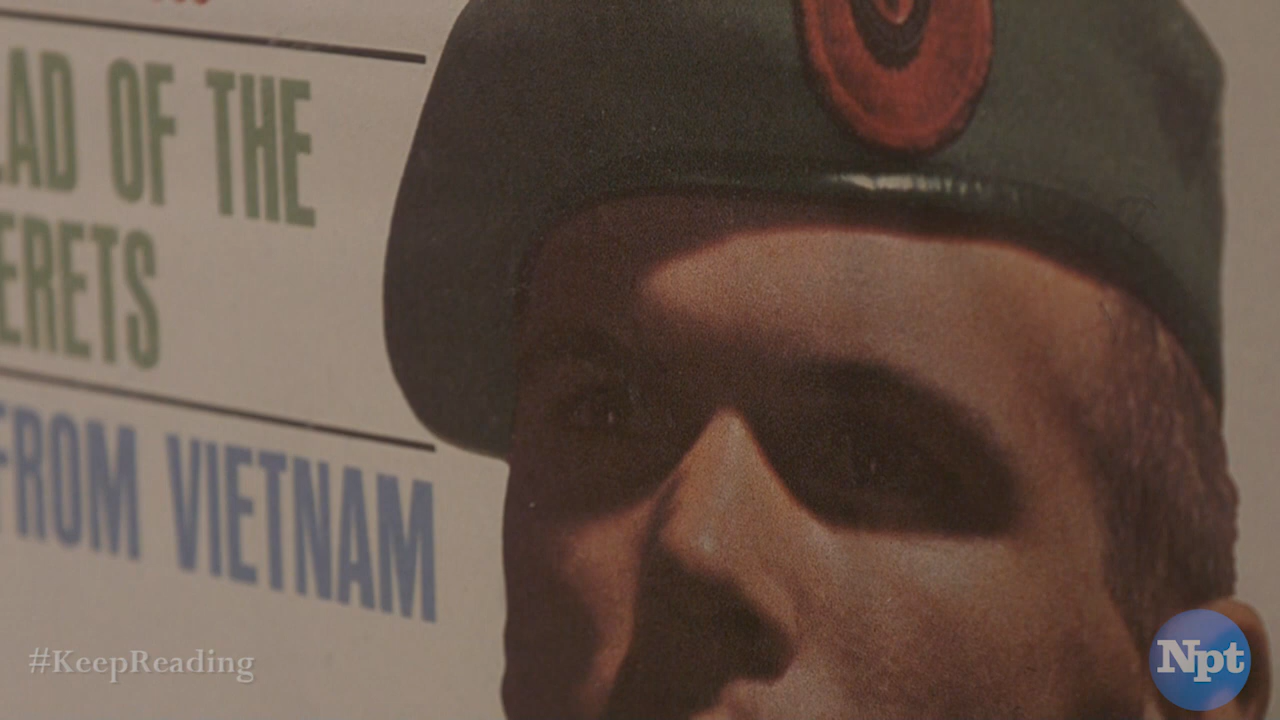 LAD OF THE
ERETS
FROM VIETNAM
#KeepReading
Npt